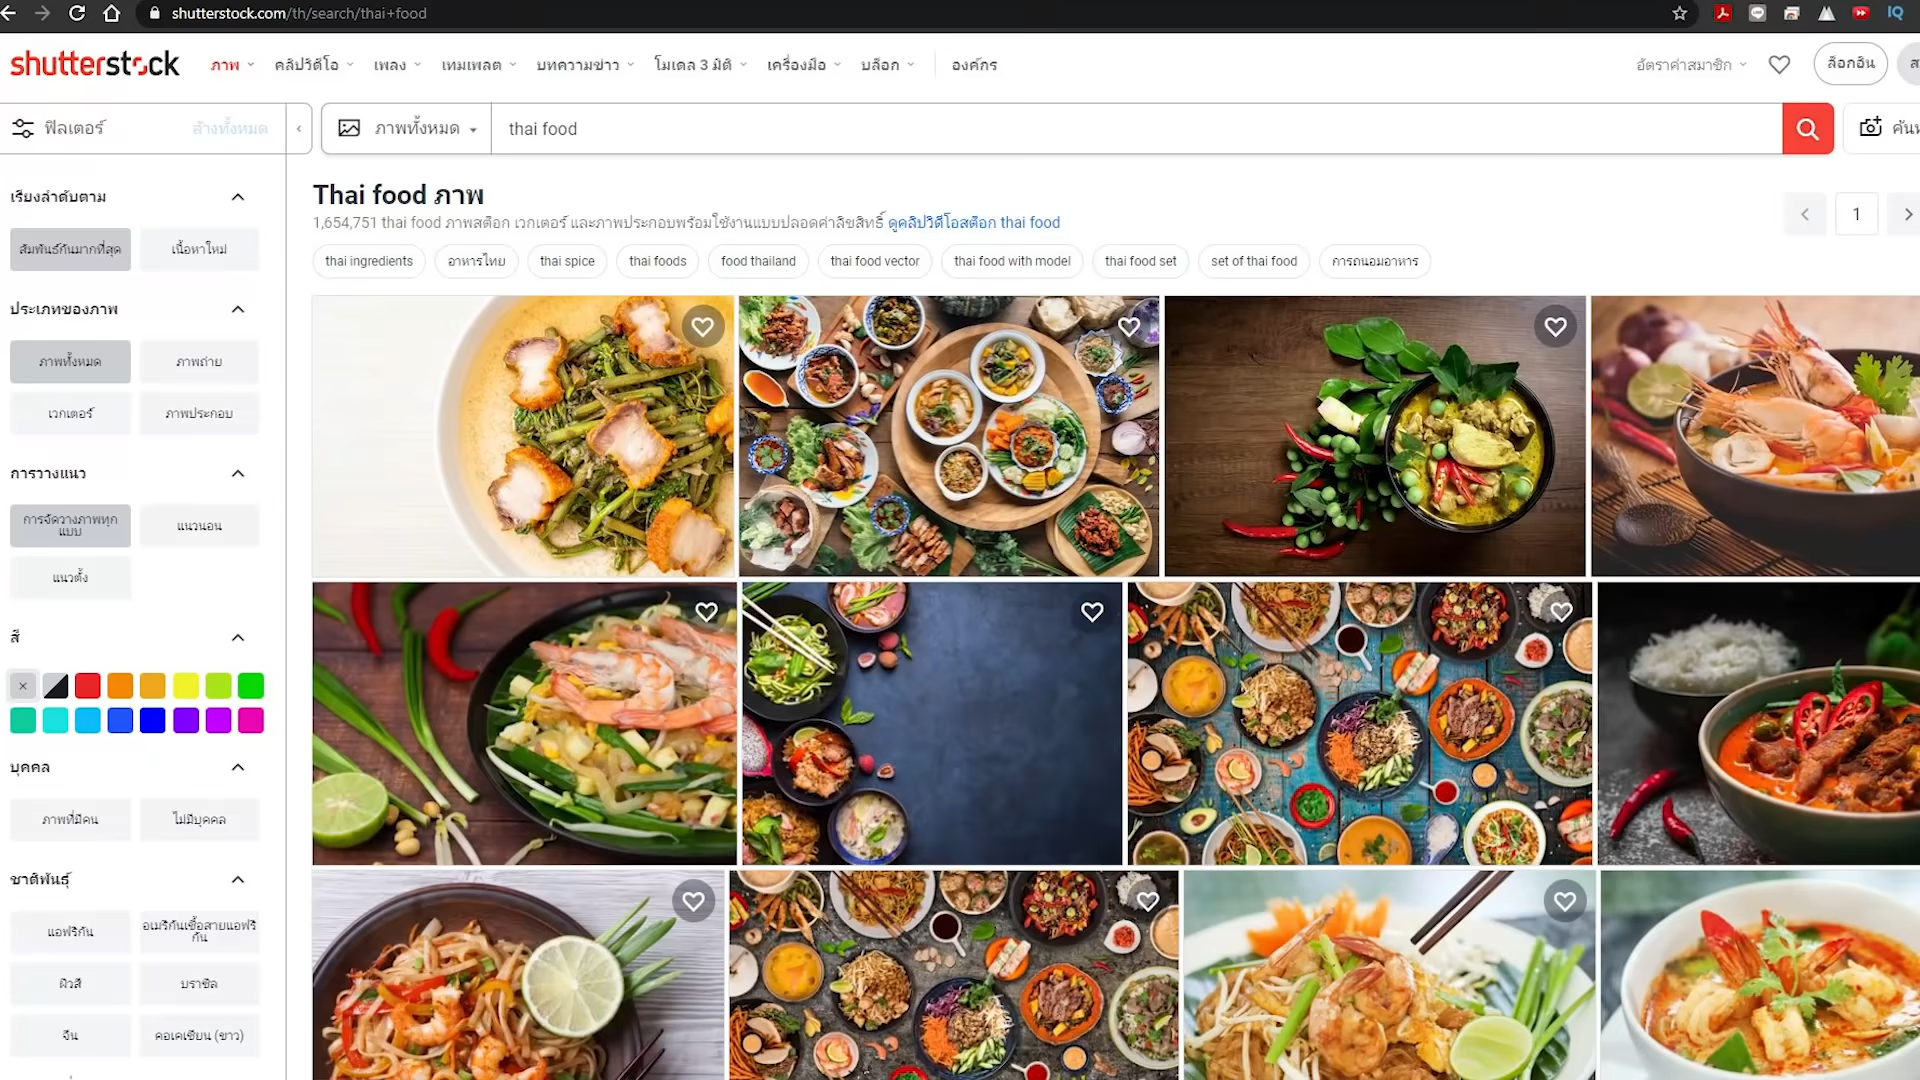 shutterstock.com/th/search/thai+food
IQ
shutterstock
ภาพ
คลิปวิดีโอ
เพลง
เทมเพลต
บทความข่าว
โมเดล 3 มิติ
เครื่องมือ
บล็อก
องค์กร
อัตราค่าสมาชิก
ล็อกอิน
ฟิลเตอร์
ล้างทั้งหมด
ภาพทั้งหมด
thai food
เรียงลำดับตาม
สัมพันธ์กันมากที่สุด
เนื้อหาใหม่
ประเภทของภาพ
ภาพทั้งหมด
ภาพถ่าย
เวกเตอร์
ภาพประกอบ
การวางแนว
การจัดวางภาพทุก
แบบ
แนวนอน
แนวตั้ง
สี
บุคคล
ภาพที่มีคน
ไม่มีบุคคล
ชาติพันธุ์
แอฟริกัน
อเมริกันเชื้อสายแอฟริ
กัน
ผิวสี
บราซิล
จีน
คอเคเซียน (ขาว)
Thai food ภาพ
1,654,751 thai food ภาพสต็อก เวกเตอร์ และภาพประกอบพร้อมใช้งานแบบปลอดค่าลิขสิทธิ์ ดูคลิปวิดีโอสต็อก thai food
1
thai ingredients
อาหารไทย
thai spice
thai foods
food thailand
thai food vector
thai food with model
thai food set
set of thai food
การถนอมอาหาร